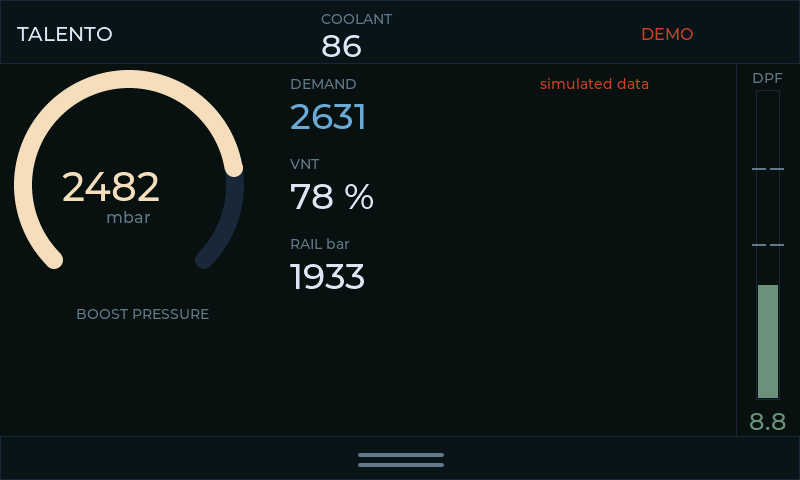 TALENTO
COOLANT
86
DEMO
DEMAND
2631
simulated data
DPF
VNT
78 %
2482
mbar
RAIL bar
1933
BOOST PRESSURE
8.8